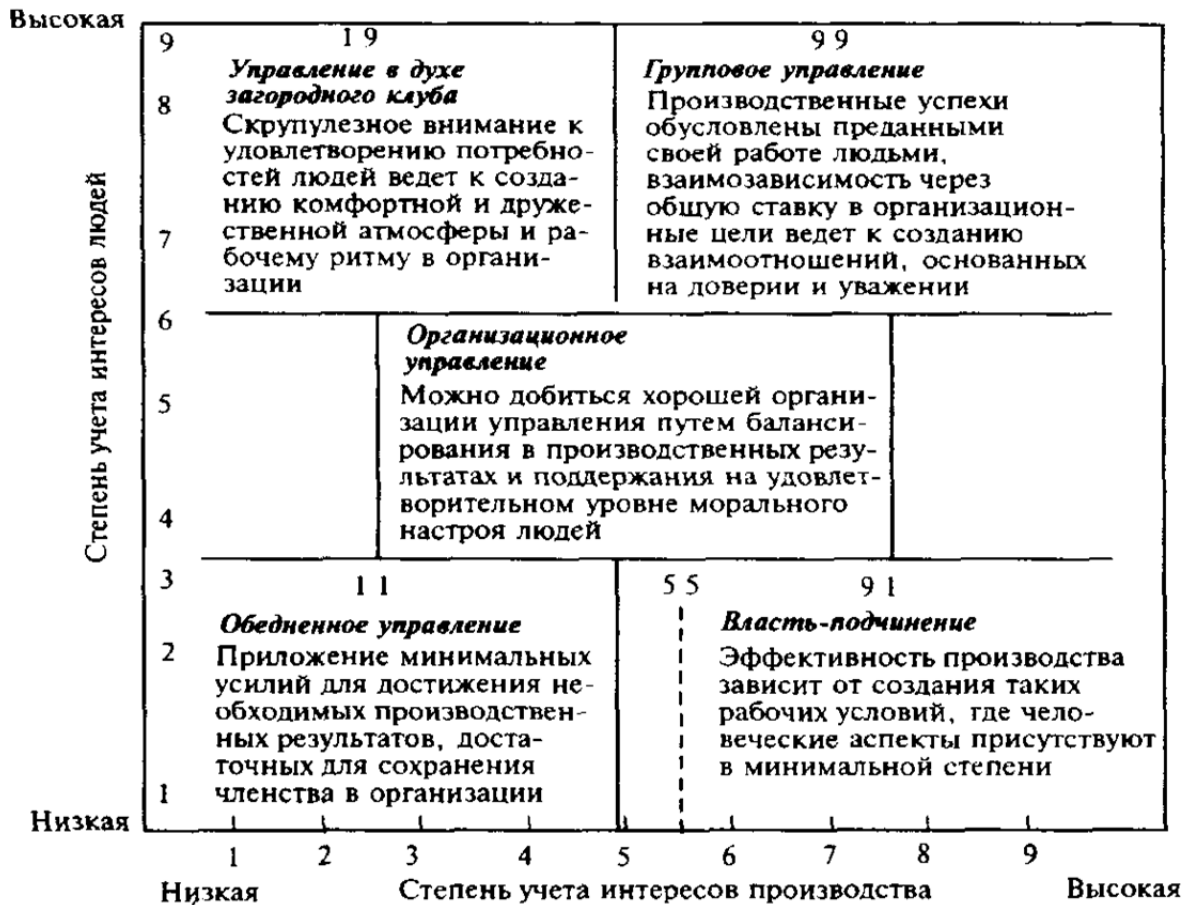 Высокая
9
8
7
6
5
4
3
2
1
Низкая
Степень учета интересов людей
1 9
Управление в духе
загородного клуба
Скрупулезное внимание к
удовлетворению потребно-
стей людей ведет к созда-
нию комфортной и друже-
ственной атмосферы и ра-
бочему ритму в органи-
зации
9 9
Групповое управление
Производственные успехи
обусловлены преданными
своей работе людьми,
взаимозависимость через
общую ставку в организацион-
ные цели ведет к созданию
взаимоотношений, основанных
на доверии и уважении
Организационное
управление
Можно добиться хорошей органи-
зации управления путем баланси-
рования в производственных резу-
льтатах и поддержания на удовлет-
ворительном уровне морального
настроя людей
1 1
Обедненное управление
Приложение минимальных
усилий для достижения не-
обходимых производствен-
ных результатов, доста-
точных для сохранения
членства в организации
5 5
9 1
Власть-подчинение
Эффективность производства
зависит от создания таких
рабочих условий, где чело-
веческие аспекты присутствуют
в минимальной степени
1 2 3 4 5 6 7 8 9
Низкая Степень учета интересов производства Высокая